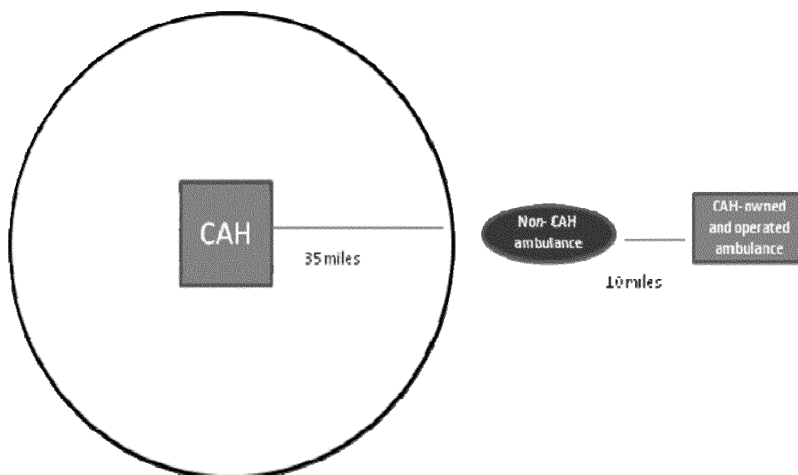 CAH
35 miles
Non- CAH
ambulance
10 miles
CAH-owned
and operated
ambulance